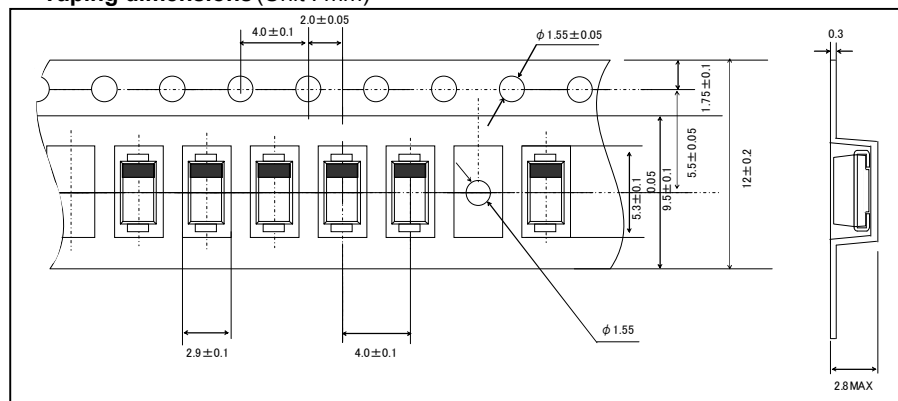 Taping dimensions (Unit : mm)
2.0±0.05
4.0±0.1
φ1.55±0.05
0.3
1.75±0.1
5.5±0.05
12±0.2
9.5±0.1
0.05
5.3±0.1
φ1.55
2.9±0.1
4.0±0.1
2.8MAX